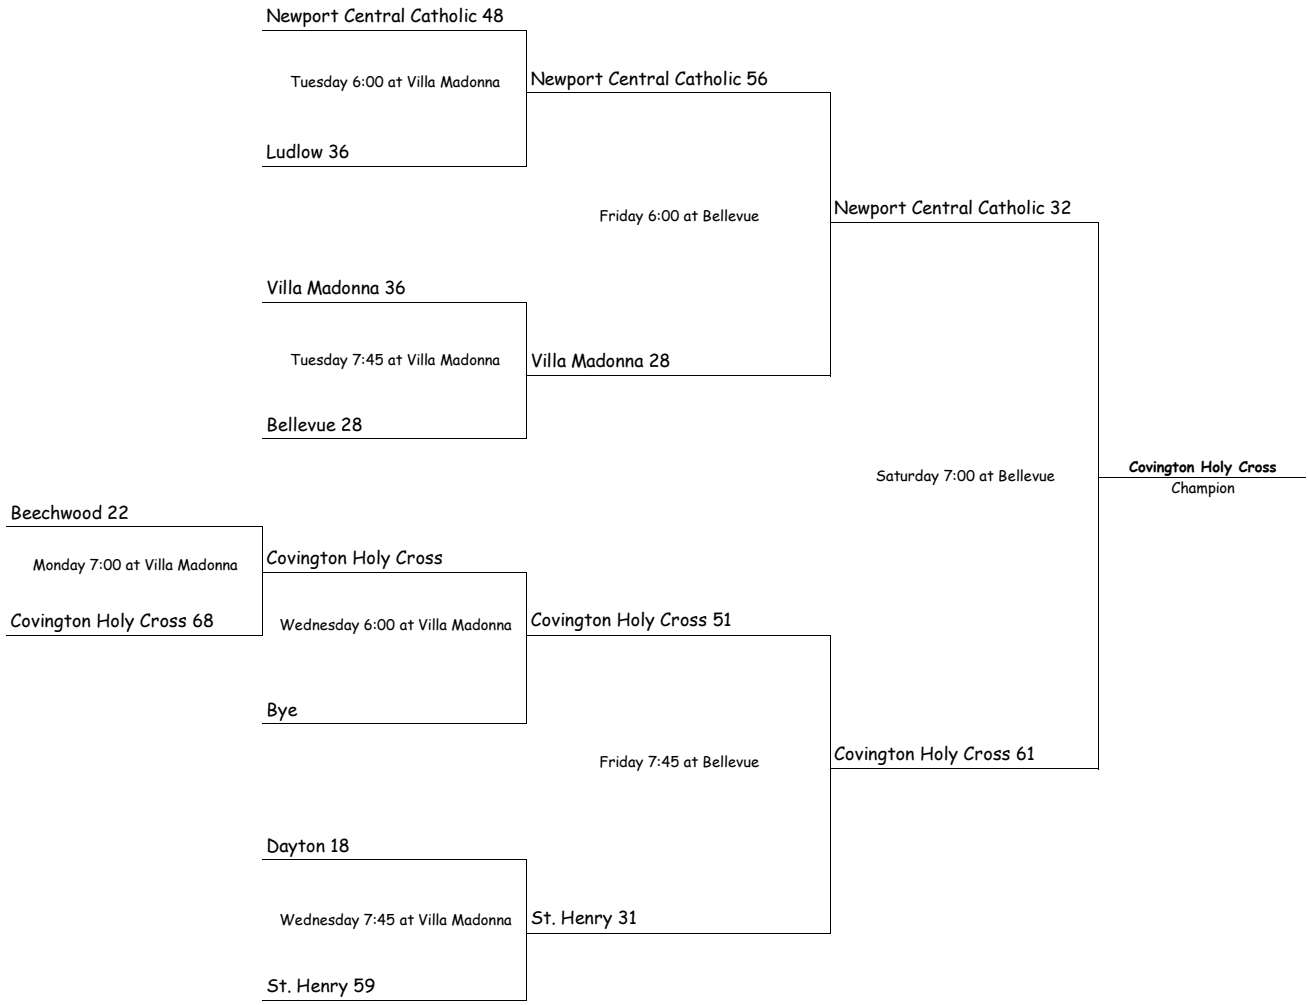 Newport Central Catholic 48
Tuesday 6:00 at Villa Madonna
Newport Central Catholic 56
Ludlow 36
Friday 6:00 at Bellevue
Newport Central Catholic 32
Villa Madonna 36
Tuesday 7:45 at Villa Madonna
Villa Madonna 28
Bellevue 28
Saturday 7:00 at Bellevue
Covington Holy Cross
Champion
Beechwood 22
Monday 7:00 at Villa Madonna
Covington Holy Cross
Covington Holy Cross 68
Wednesday 6:00 at Villa Madonna
Covington Holy Cross 51
Bye
Friday 7:45 at Bellevue
Covington Holy Cross 61
Dayton 18
Wednesday 7:45 at Villa Madonna
St. Henry 31
St. Henry 59